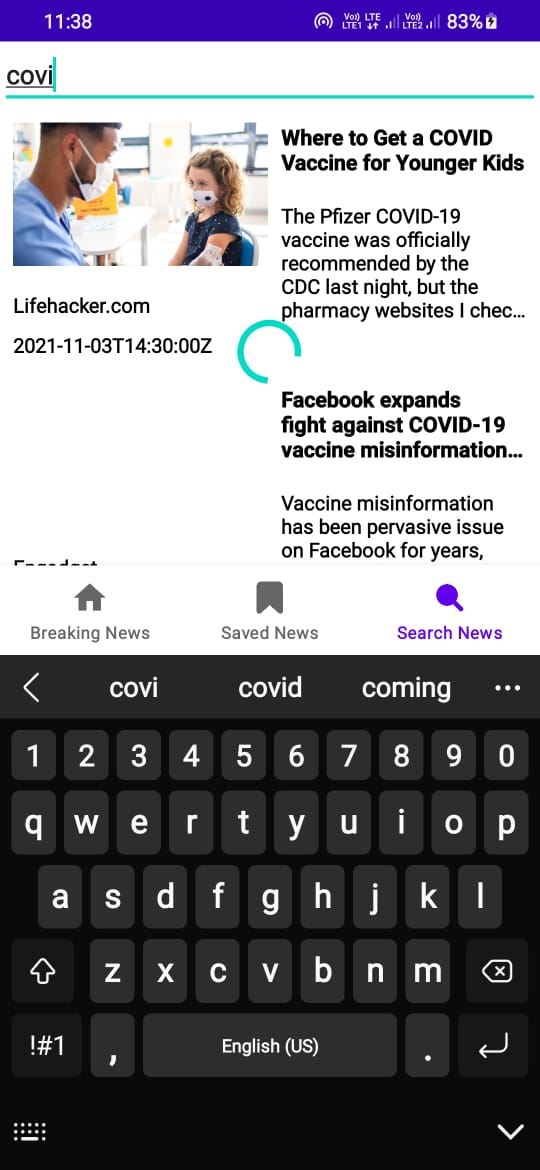 11:38
Vo)) LTE LTE1 Vo)) LTE2 83%
covi
Where to Get a COVID
Vaccine for Younger Kids
The Pfizer COVID-19
vaccine was officially
recommended by the
CDC last night, but the
pharmacy websites I chec...
Lifehacker.com
2021-11-03T14:30:00Z
Facebook expands
fight against COVID-19
vaccine misinformation...
Vaccine misinformation
has been pervasive issue
on Facebook for years,
Engadget
Breaking News Saved News Search News
covi covid coming
1 2 3 4 5 6 7 8 9 0
q w e r t y u i o p
a s d f g h j k l
z x c v b n m
!#1 , English (US) .